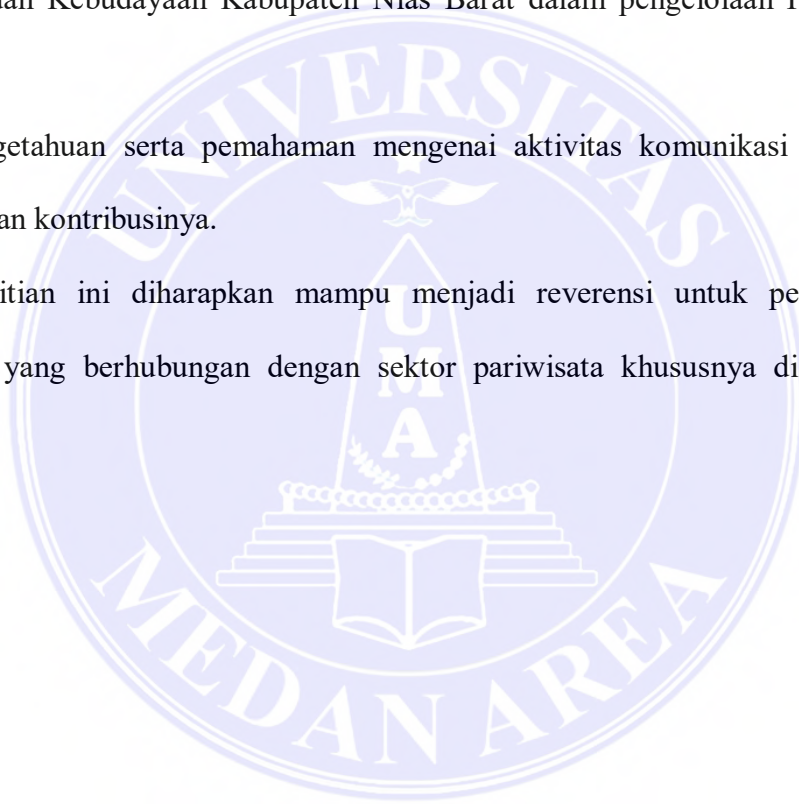 Kebudayaan Kabupaten Nias Barat dalam pengelolaan
getahuan serta pemahaman mengenai aktivitas komunikasi
an kontribusinya.
itian ini diharapkan mampu menjadi reverensi untuk pe
yang berhubungan dengan sektor pariwisata khususnya di
UNIVERSITAS
UMA
MEDAN AREA